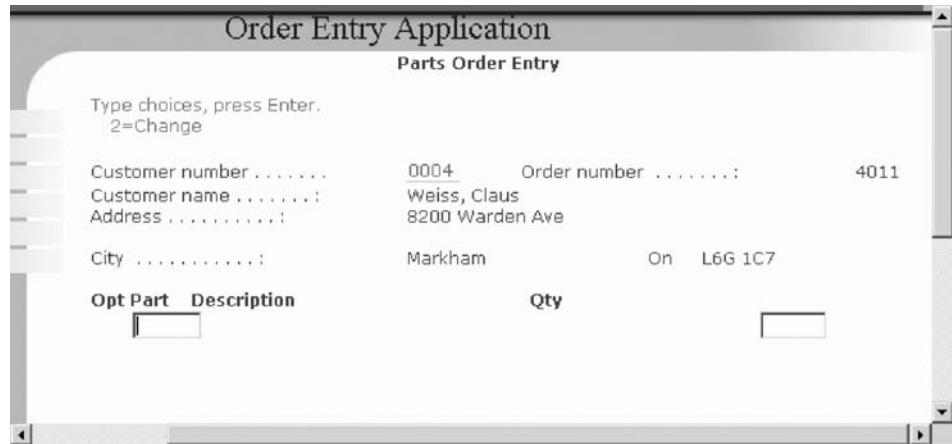 Order Entry Application
Parts Order Entry
Type choices, press Enter.
2=Change
Customer number . . . . . . . 0004 Order number . . . . . . . : 4011
Customer name . . . . . . . : Weiss, Claus
Address . . . . . . . . . . : 8200 Warden Ave
City . . . . . . . . . . . : Markham On L6G 1C7
Opt Part Description Qty